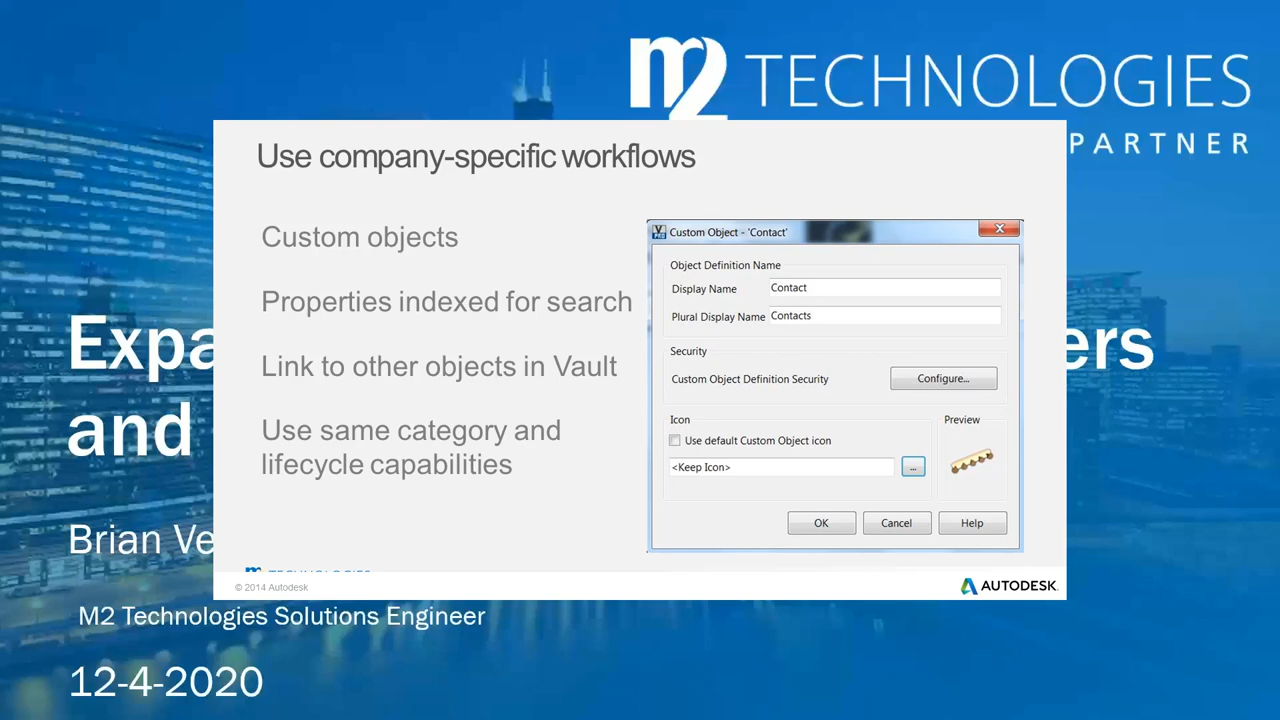 m2 TECHNOLOGIES
PARTNER
Use company-specific workflows
Custom objects
Properties indexed for search
Link to other objects in Vault
Use same category and
lifecycle capabilities
Custom Object - 'Contact'
Object Definition Name
Display Name Contact
Plural Display Name Contacts
Security
Custom Object Definition Security Configure...
Icon
Preview
Use default Custom Object icon
<Keep Icon> ...
OK Cancel Help
© 2014 Autodesk
AUTODESK
and
Brian
M2 Technologies Solutions Engineer
12-4-2020